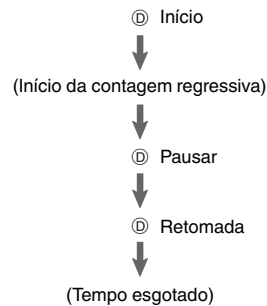 Ⓓ Início
(Início da contagem regressiva)
Ⓓ Pausar
Ⓓ Retomada
(Tempo esgotado)